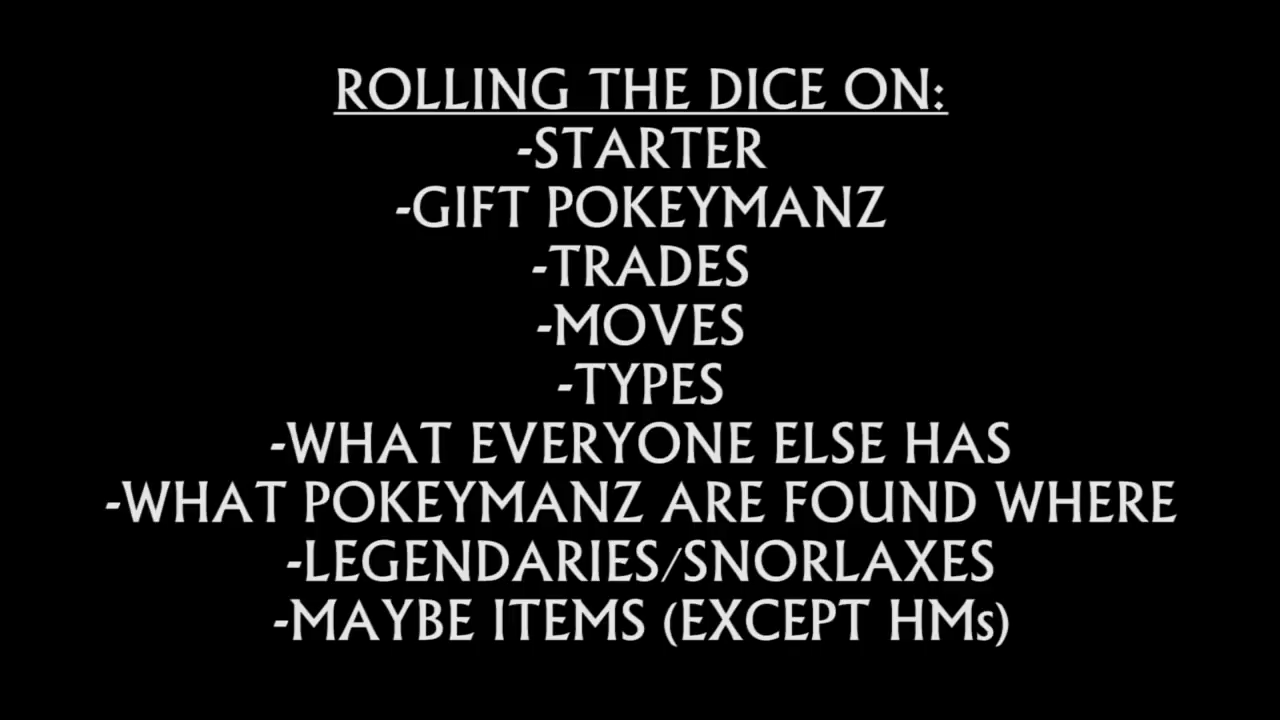 ROLLING THE DICE ON:
-STARTER
-GIFT POKEYMANZ
-TRADES
-MOVES
-TYPES
-WHAT EVERYONE ELSE HAS
-WHAT POKEYMANZ ARE FOUND WHERE
-LEGENDARIES/SNORLAXES
-MAYBE ITEMS (EXCEPT HMs)